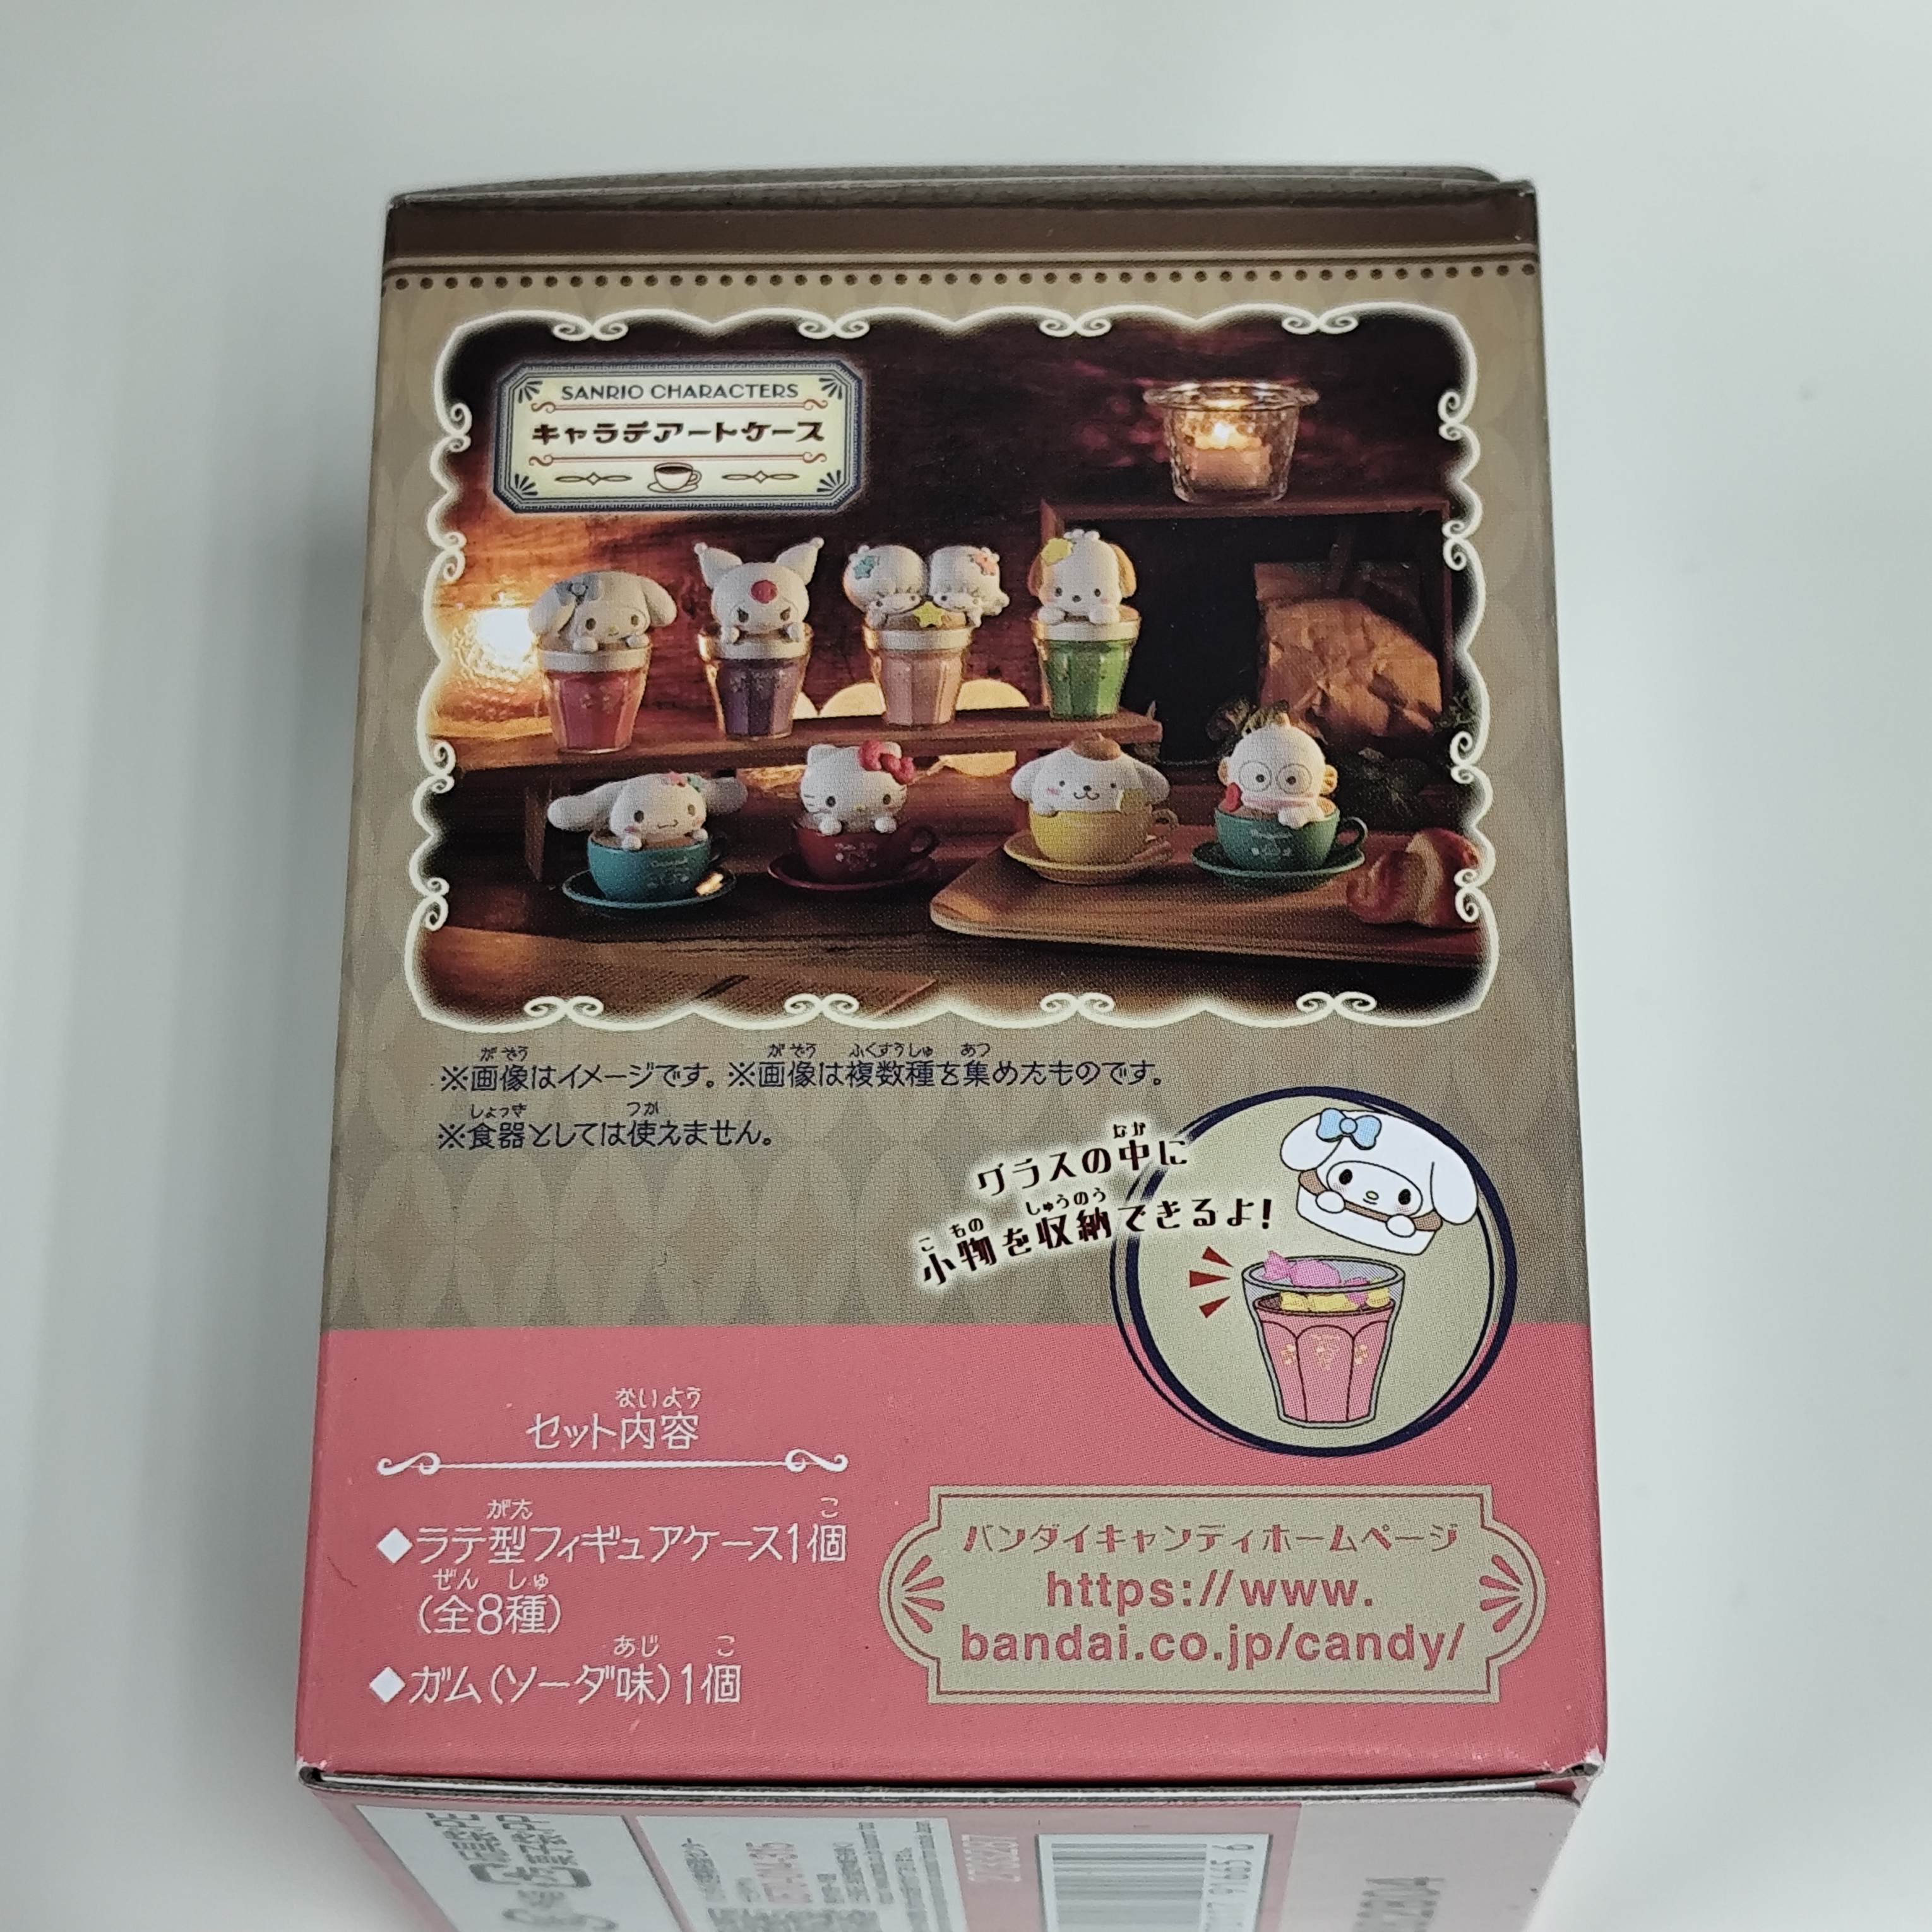 SANRIO CHARACTERS
キャラテアートケース
※画像はイメージです。※画像は複数種を集めたものです。
※食器としては使えません。
グラスの中に
小物を収納できるよ!
セット内容
◆ラテ型フィギュアケース1個
(全8種)
◆ガム(ソーダ味)1個
バンダイキャンディホームページ
https://www.
bandai.co.jp/candy/
2735287